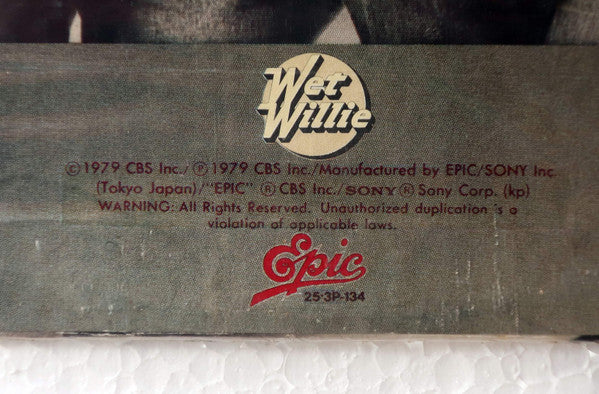 Wet
Willie
©1979 CBS Inc./ ℗1979 CBS Inc./Manufactured by EPIC/SONY Inc.
(Tokyo Japan)/"EPIC" ® CBS Inc./SONY® Sony Corp. (kp)
WARNING: All Rights Reserved. Unauthorized duplication is a
violation of applicable laws.
Epic
25·3P-134